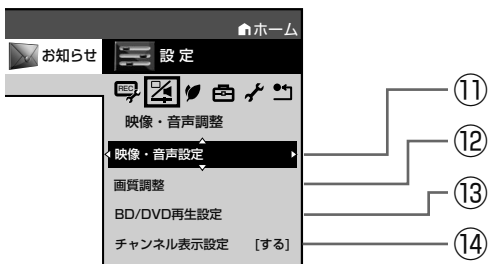 ホーム
お知らせ
設定
REC
映像・音声調整
映像・音声設定
⑪
画質調整
⑫
BD/DVD再生設定
⑬
チャンネル表示設定 [する]
⑭